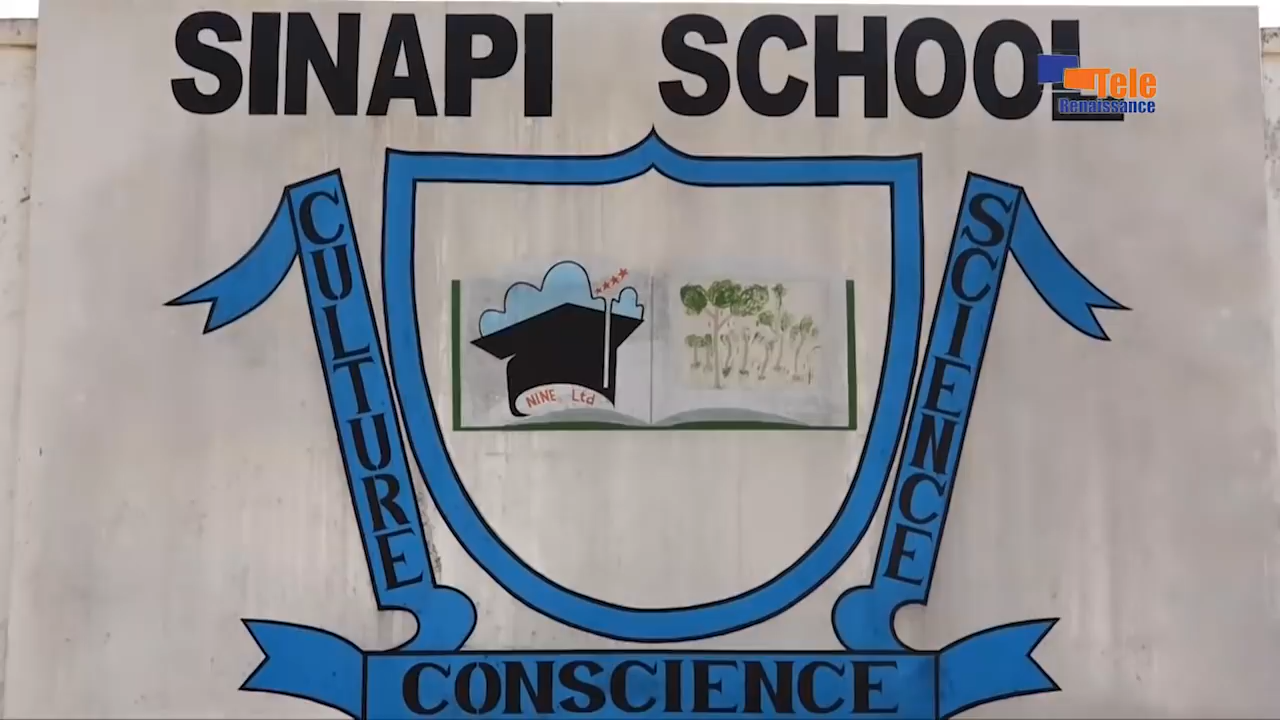 SINAPI SCHOOL
Tele
Renaissance
CULTURE
SCIENCE
NINE Ltd
CONSCIENCE